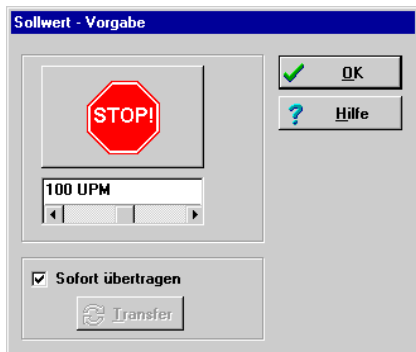 Sollwert - Vorgabe
STOP!
OK
Hilfe
100 UPM
Sofort übertragen
Transfer